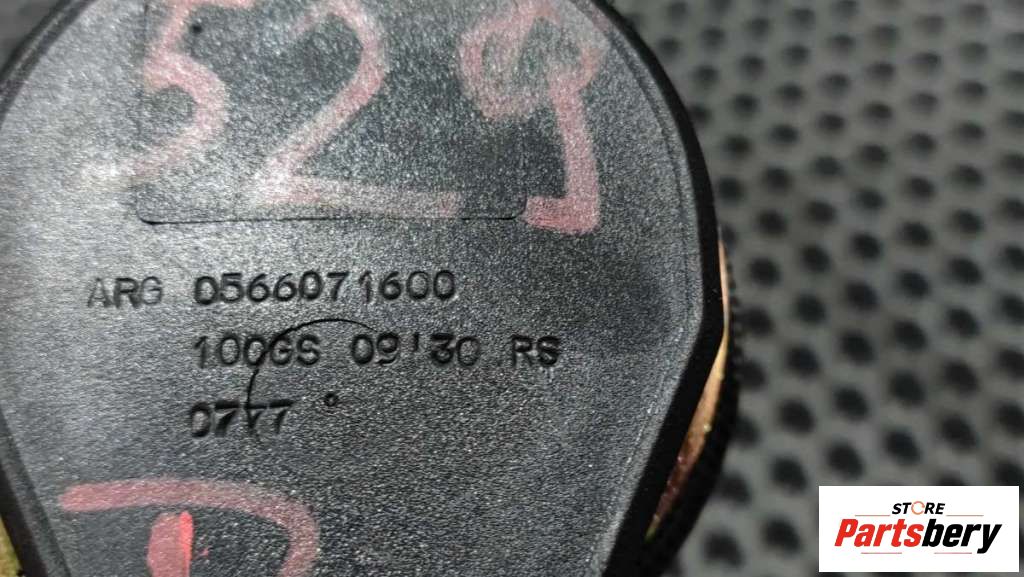 529
ARG 0566071600
100GS 09'30 RS
0777 °
D
STORE
Partsbery